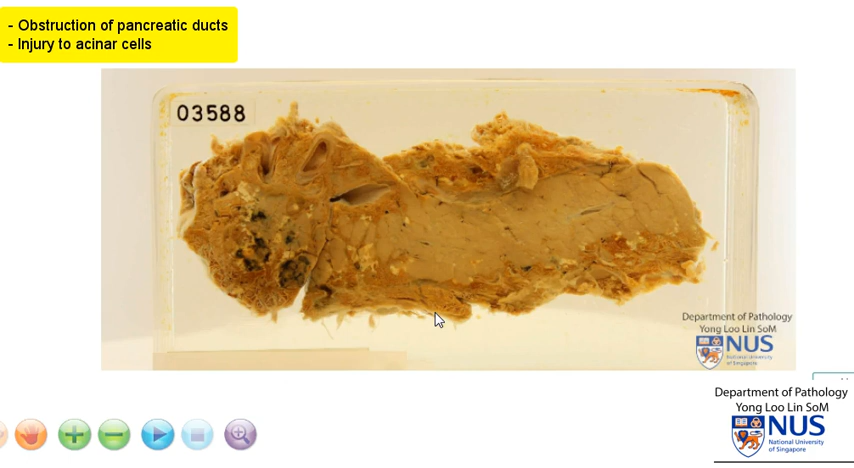 - Obstruction of pancreatic ducts
- Injury to acinar cells
03588
Department of Pathology
Yong Loo Lin SoM
NUS
National University
of Singapore
Department of Pathology
Yong Loo Lin SoM
NUS
National University
of Singapore